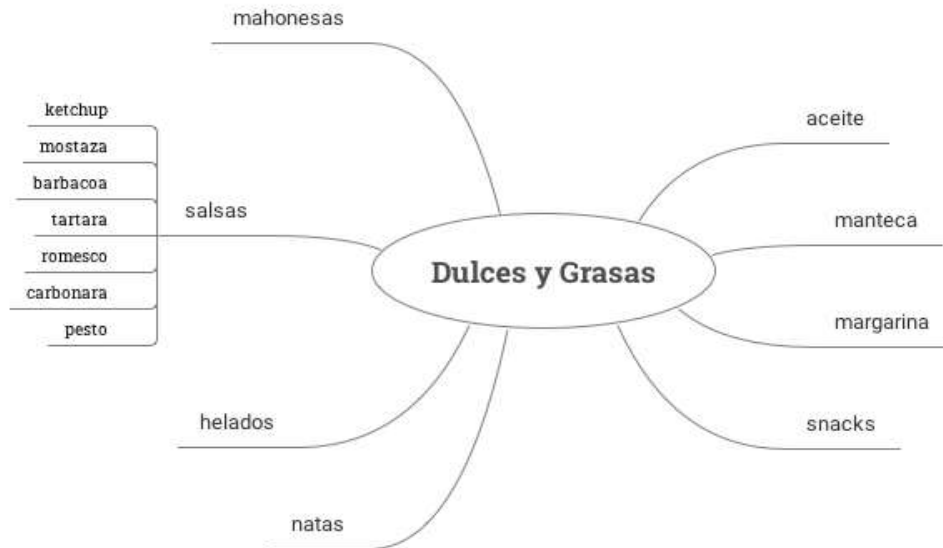 mahonesas
ketchup
mostaza
barbacoa
tartara
romesco
carbonara
pesto
salsas
helados
natas
Dulces y Grasas
aceite
manteca
margarina
snacks